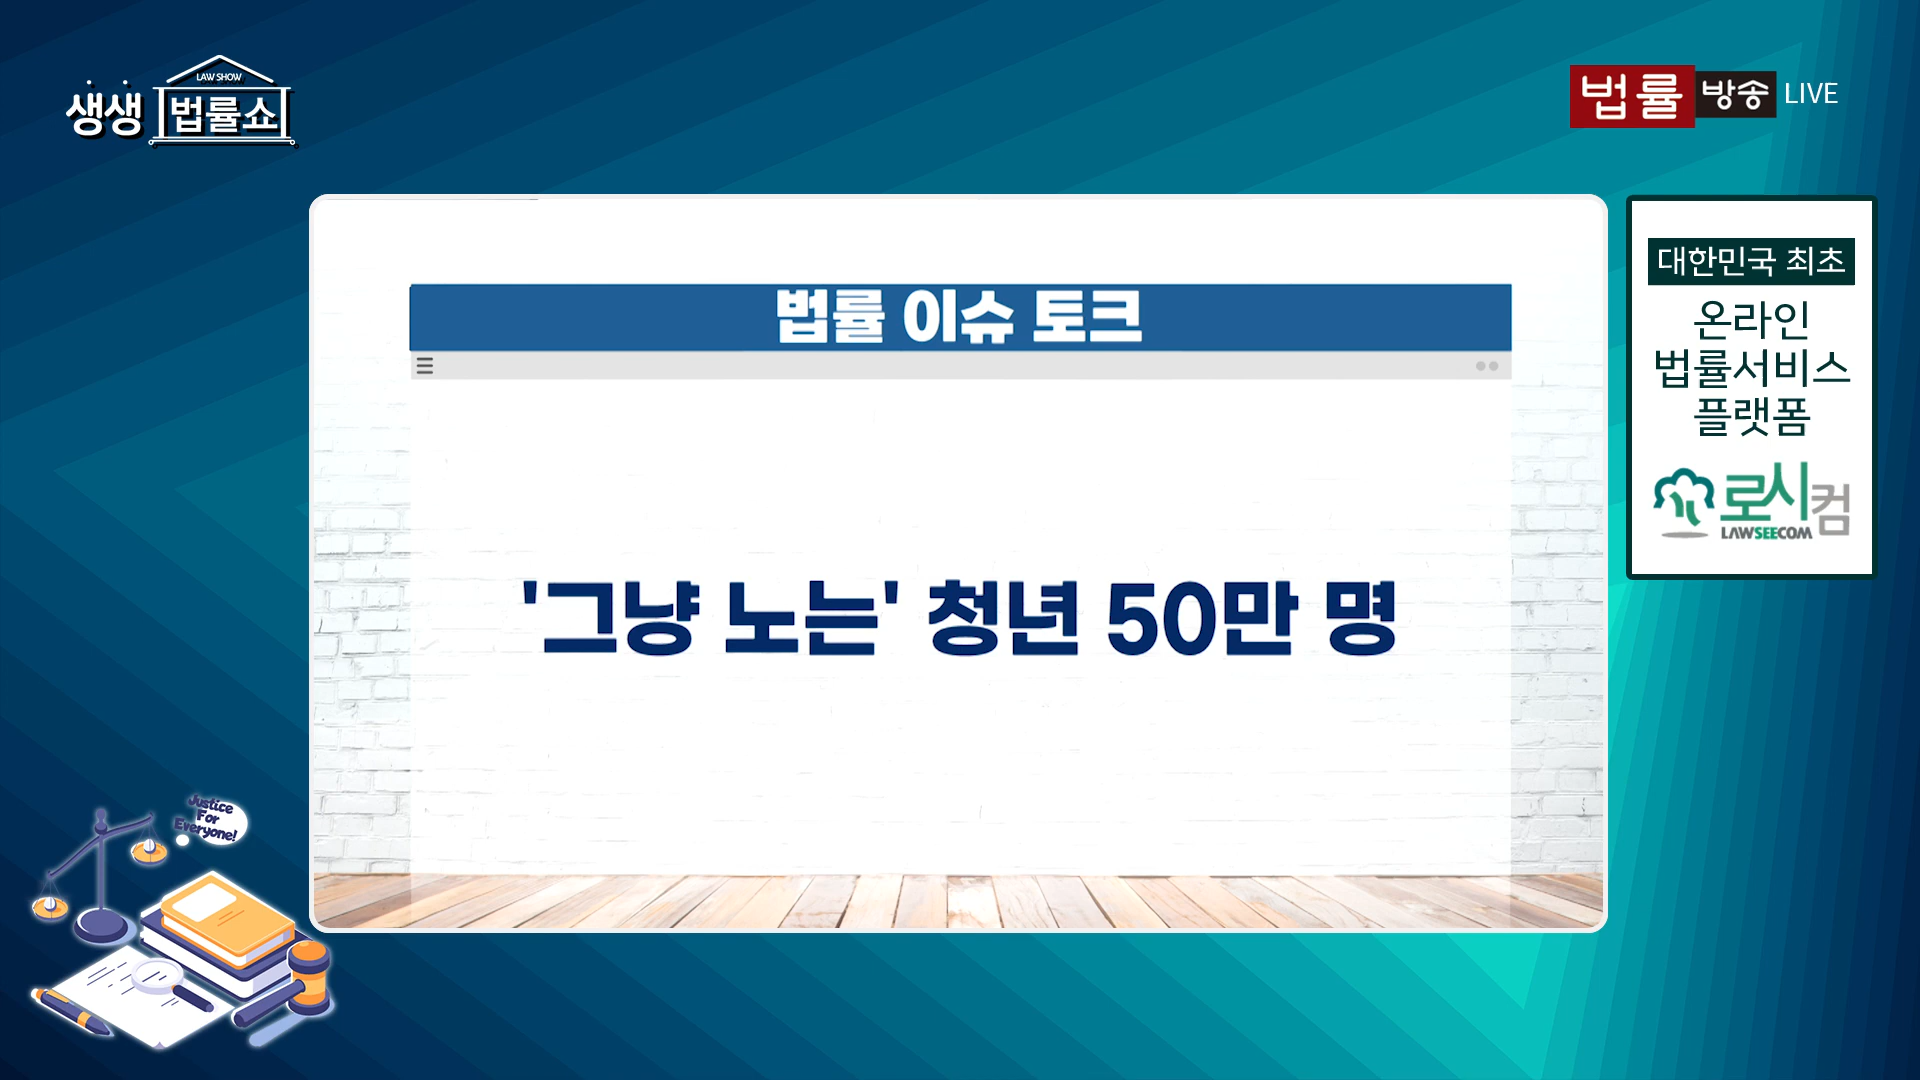 LAW SHOW
생생 법률쇼
법률방송 LIVE
법률 이슈 토크
'그냥 노는' 청년 50만 명
대한민국 최초
온라인
법률서비스
플랫폼
로시컴
LAWSEECOM
Justice
For
Everyone!